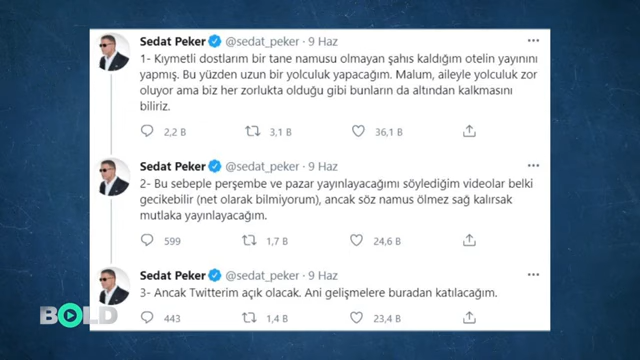 Sedat Peker @sedat_peker · 9 Haz
1- Kıymetli dostlarım bir tane namusu olmayan şahıs kaldığım otelin yayınını
yapmış. Bu yüzden uzun bir yolculuk yapacağım. Malum, aileyle yolculuk zor
oluyor ama biz her zorlukta olduğu gibi bunların da altından kalkmasını
biliriz.
2,2 B 3,1 B 36,1 B
Sedat Peker @sedat_peker · 9 Haz
2- Bu sebeple perşembe ve pazar yayınlayacağımı söylediğim videolar belki
gecikebilir (net olarak bilmiyorum), ancak söz namus ölmez sağ kalırsak
mutlaka yayınlayacağım.
599 1,7 B 24,6 B
Sedat Peker @sedat_peker · 9 Haz
3- Ancak Twitterim açık olacak. Ani gelişmelere buradan katılacağım.
443 1,4 B 23,4 B
BOLD